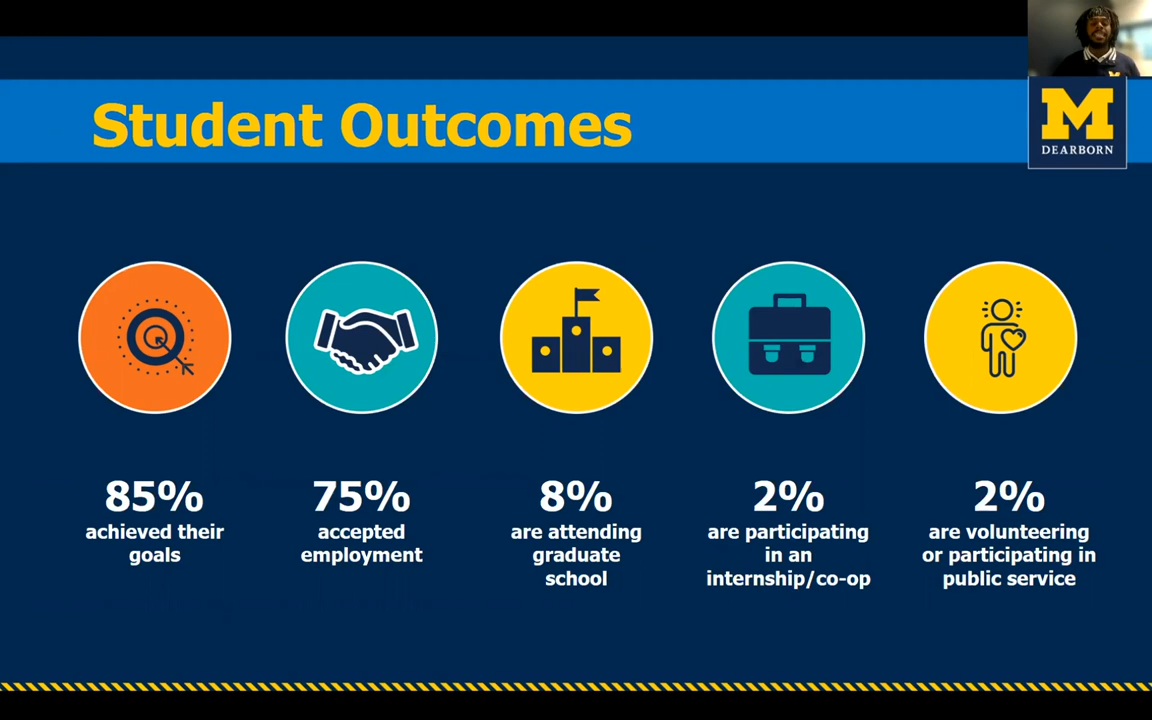 Student Outcomes
M
DEARBORN
85%
achieved their
goals
75%
accepted
employment
8%
are attending
graduate
school
2%
are participating
in an
internship/co-op
2%
are volunteering
or participating in
public service